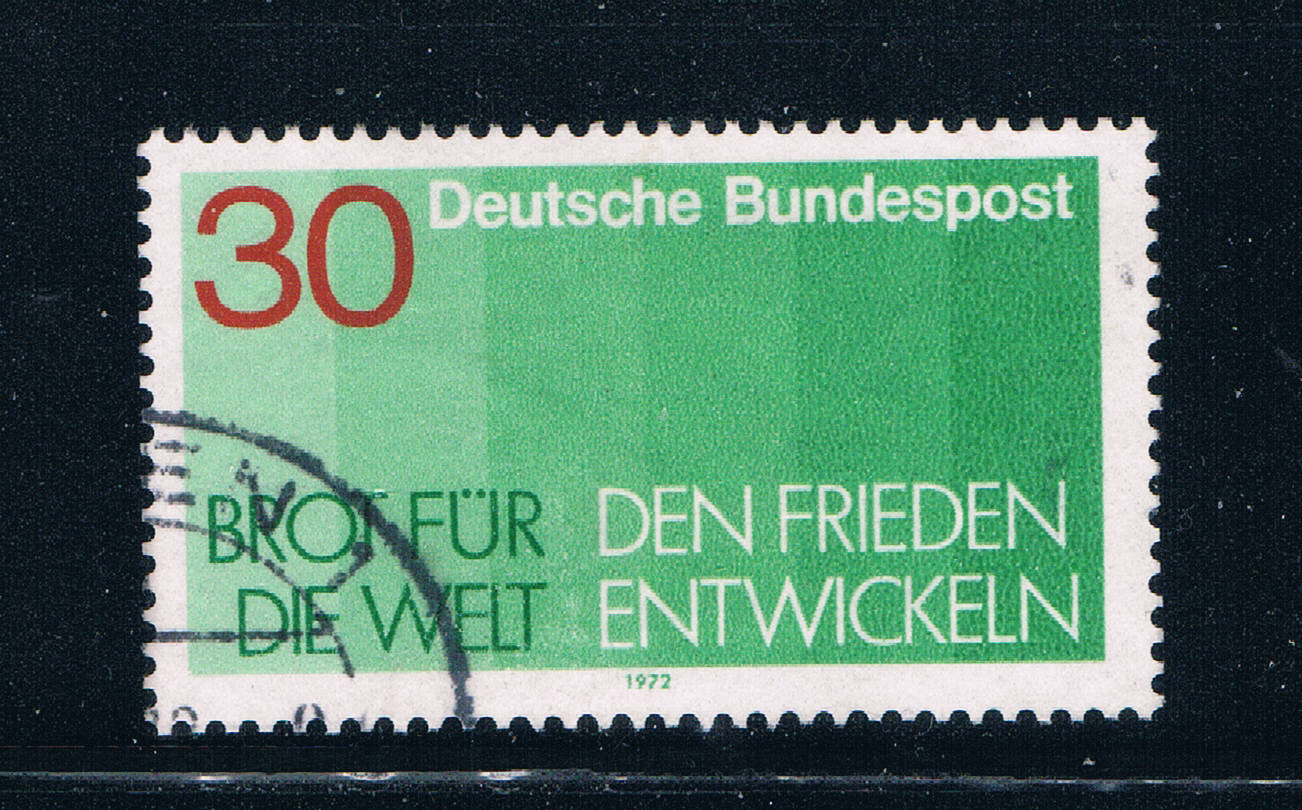 30 Deutsche Bundespost
BROT FÜR
DIE WELT
DEN FRIEDEN
ENTWICKELN
1972